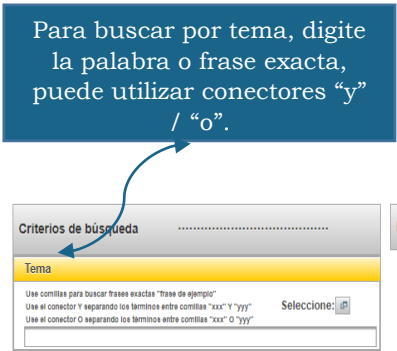 Para buscar por tema, digite
la palabra o frase exacta,
puede utilizar conectores “y”
/ “o”.
Criterios de búsqueda ........................................
Tema
Use comillas para buscar frases exactas "frase de ejemplo"
Use el conector Y separando los términos entre comillas "xxx" Y "yyy"
Seleccione:
Use el conector O separando los términos entre comillas "xxx" O "yyy"